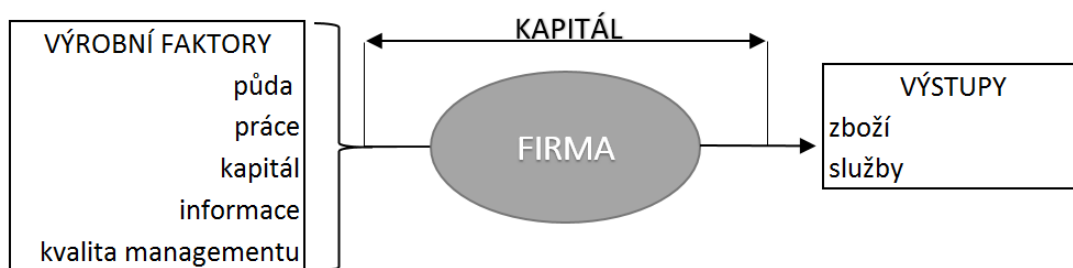 VÝROBNÍ FAKTORY
půda
práce
kapitál
informace
kvalita managementu
KAPITÁL
FIRMA
VÝSTUPY
zboží
služby